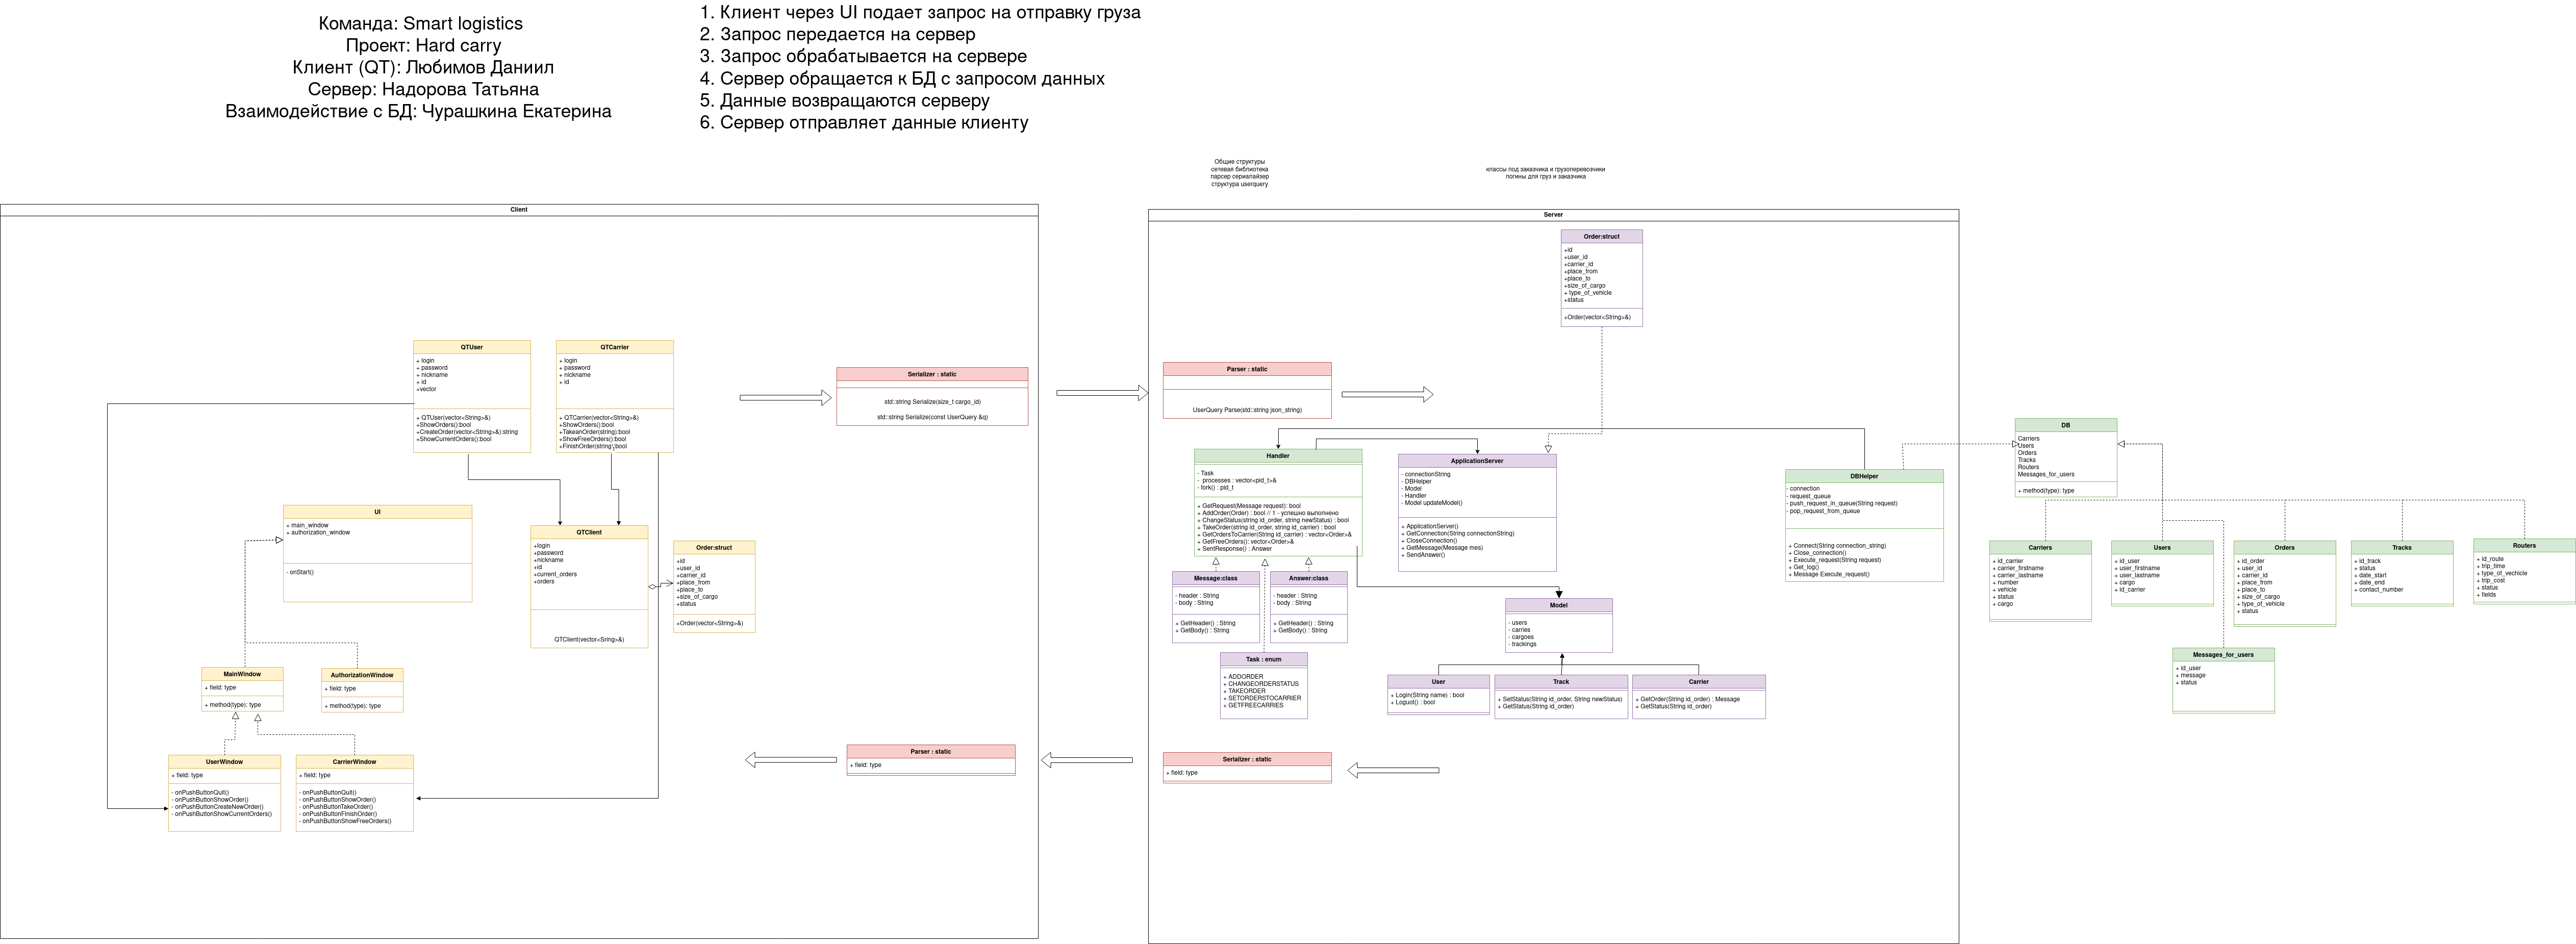 Команда: Smart logistics
Проект: Hard carry
Клиент (QT): Любимов Даниил
Сервер: Надорова Татьяна
Взаимодействие с БД: Чурашкина Екатерина
1. Клиент через UI подает запрос на отправку груза
2. Запрос передается на сервер
3. Запрос обрабатывается на сервере
4. Сервер обращается к БД с запросом данных
5. Данные возвращаются серверу
6. Сервер отправляет данные клиенту
Общие структуры
сетевая библиотека
парсер сериалайзер
структура userquery
классы под заказчика и грузоперевозчики
логины для груз и заказчика
Client
QTUser
+ login
+ password
+ nickname
+ id
+vector
+ QTUser(vector<String>&)
+ShowOrders():bool
+CreateOrder(vector<String>&):string
+ShowCurrentOrders():bool
QTCarrier
+ login
+ password
+ nickname
+ id
+ QTCarrier(vector<String>&)
+ShowOrders():bool
+TakeanOrder(string):bool
+ShowFreeOrders():bool
+FinishOrder(string):bool
Serializer : static
std::string Serialize(size_t cargo_id)
std::string Serialize(const UserQuery &q)
UI
+ main_window
+ authorization_window
- onStart()
QTClient
+login
+password
+nickname
+id
+current_orders
+orders
QTClient(vector<Sring>&)
Order:struct
+id
+user_id
+carrier_id
+place_from
+place_to
+size_of_cargo
+status
+Order(vector<String>&)
MainWindow
+ field: type
+ method(type): type
AuthorizationWindow
+ field: type
+ method(type): type
UserWindow
+ field: type
- onPushButtonQuit()
- onPushButtonShowOrder()
- onPushButtonCreateNewOrder()
- onPushButtonShowCurrentOrders()
CarrierWindow
+ field: type
- onPushButtonQuit()
- onPushButtonShowOrder()
- onPushButtonTakeOrder()
- onPushButtonFinishOrder()
- onPushButtonShowFreeOrders()
Parser : static
+ field: type
Server
Order:struct
+id
+user_id
+carrier_id
+place_from
+place_to
+size_of_cargo
+ type_of_vehicle
+status
+Order(vector<String>&)
Parser : static
UserQuery Parse(std::string json_string)
Handler
- Task
- processes : vector<pid_t>&
- fork() : pid_t
+ GetRequest(Message request): bool
+ AddOrder(Order) : bool // 1 - успешно выполнено
+ ChangeStatus(string id_order, string newStatus) : bool
+ TakeOrder(string id_order, string id_carrier) : bool
+ GetOrdersToCarrier(String id_carrier) : vector<Order>&
+ GetFreeOrders(): vector<Order>&
+ SentResponse() : Answer
ApplicationServer
- connectionString
- DBHelper
- Model
- Handler
- Model updateModel()
+ ApplicationServer()
+ GetConnection(String connectionString)
+ CloseConnection()
+ GetMessage(Message mes)
+ SendAnswer()
DBHelper
- connection
- request_queue
- push_request_in_queue(String request)
- pop_request_from_queue
+ Connect(String connection_string)
+ Close_connection()
+ Execute_request(String request)
+ Get_log()
+ Message Execute_request()
Message:class
- header : String
- body : String
+ GetHeader() : String
+ GetBody() : String
Answer:class
- header : String
- body : String
+ GetHeader() : String
+ GetBody() : String
Task : enum
+ ADDORDER
+ CHANGEORDERSTATUS
+ TAKEORDER
+ SETORDERSTOCARRIER
+ GETFREECARRIES
Model
- users
- carries
- cargoes
- trackings
User
+ Login(String name) : bool
+ Loguot() : bool
Track
+ SetStatus(String id_order, String newStatus)
+ GetStatus(String id_order)
Carrier
+ GetOrder(String id_order) : Message
+ GetStatus(String id_order)
Serializer : static
+ field: type
DB
Carriers
Users
Orders
Tracks
Routers
Messages_for_users
+ method(type): type
Carriers
+ id_carrier
+ carrier_firstname
+ carrier_lastname
+ number
+ vehicle
+ status
+ cargo
Users
+ id_user
+ user_firstname
+ user_lastname
+ cargo
+ id_carrier
Orders
+ id_order
+ user_id
+ carrier_id
+ place_from
+ place_to
+ size_of_cargo
+ type_of_vehicle
+ status
Tracks
+ id_track
+ status
+ date_start
+ date_end
+ contact_number
Routers
+ id_route
+ trip_time
+ type_of_vechicle
+ trip_cost
+ status
+ fields
Messages_for_users
+ id_user
+ message
+ status